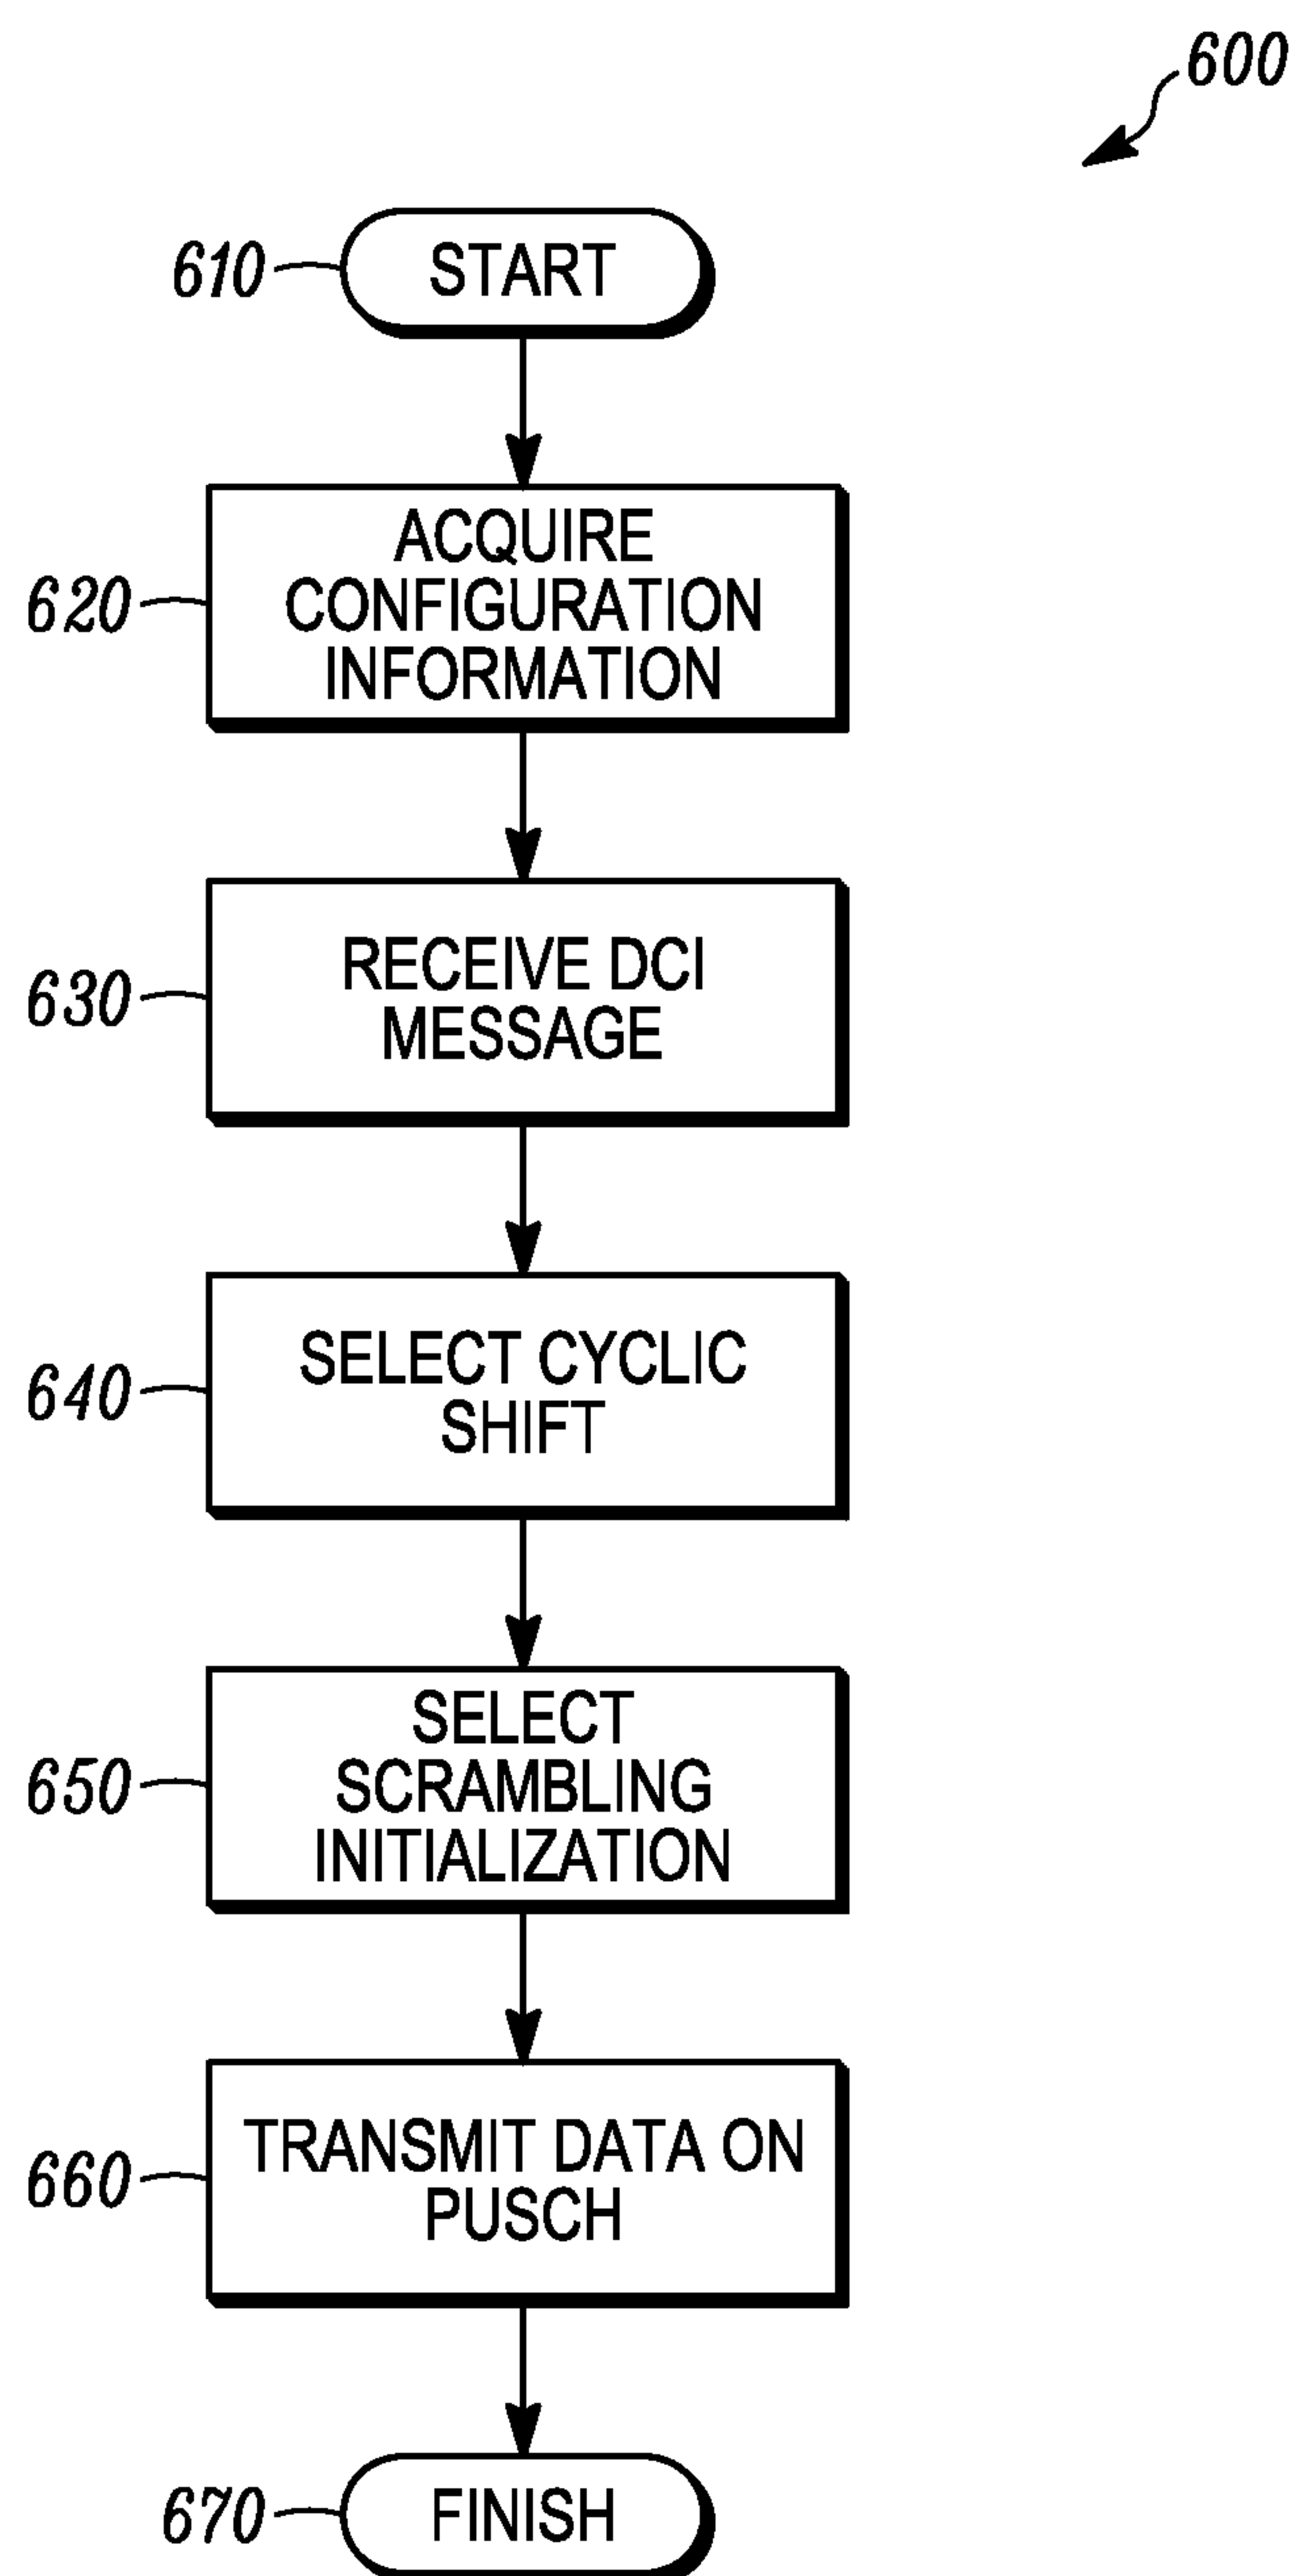 600
610
START
620
ACQUIRE
CONFIGURATION
INFORMATION
630
RECEIVE DCI
MESSAGE
640
SELECT CYCLIC
SHIFT
650
SELECT
SCRAMBLING
INITIALIZATION
660
TRANSMIT DATA ON
PUSCH
670
FINISH